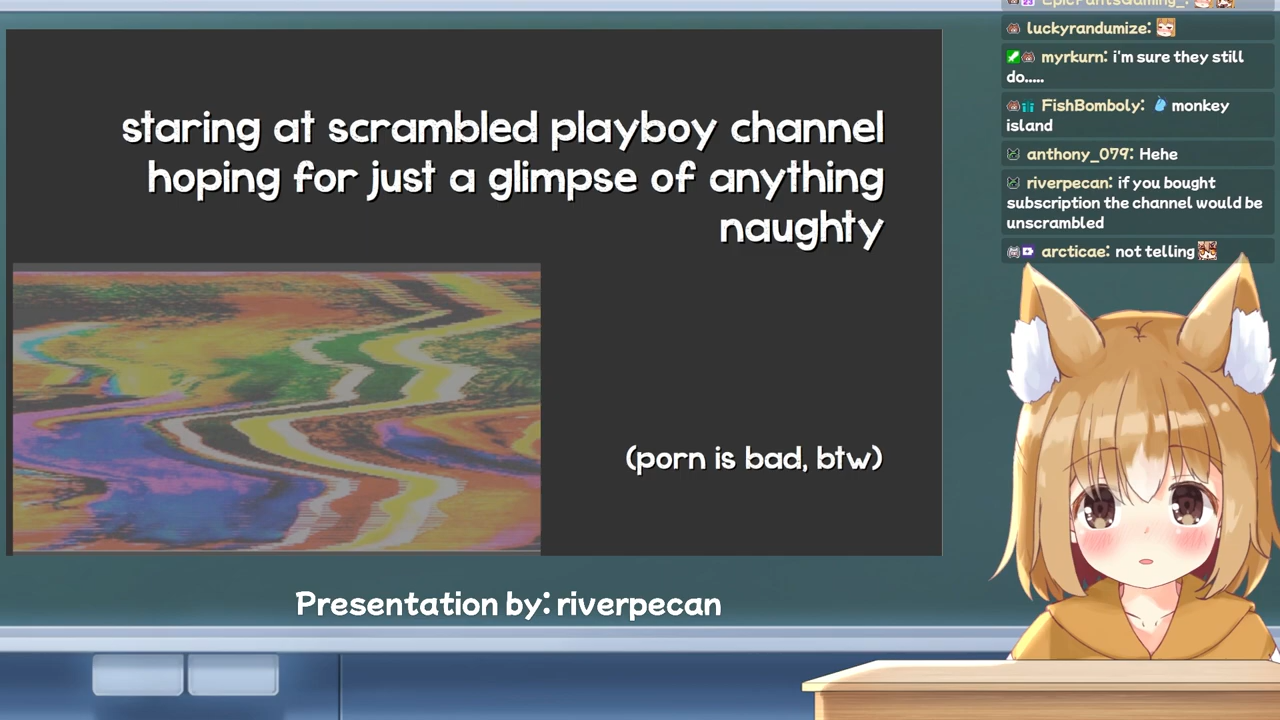 staring at scrambled playboy channel
hoping for just a glimpse of anything
naughty
(porn is bad, btw)
Presentation by: riverpecan
23 EpicPantsGaming_:
luckyrandumize:
myrkurn: i'm sure they still
do.....
FishBomboly: monkey
island
anthony_079: Hehe
riverpecan: if you bought
subscription the channel would be
unscrambled
arcticae: not telling